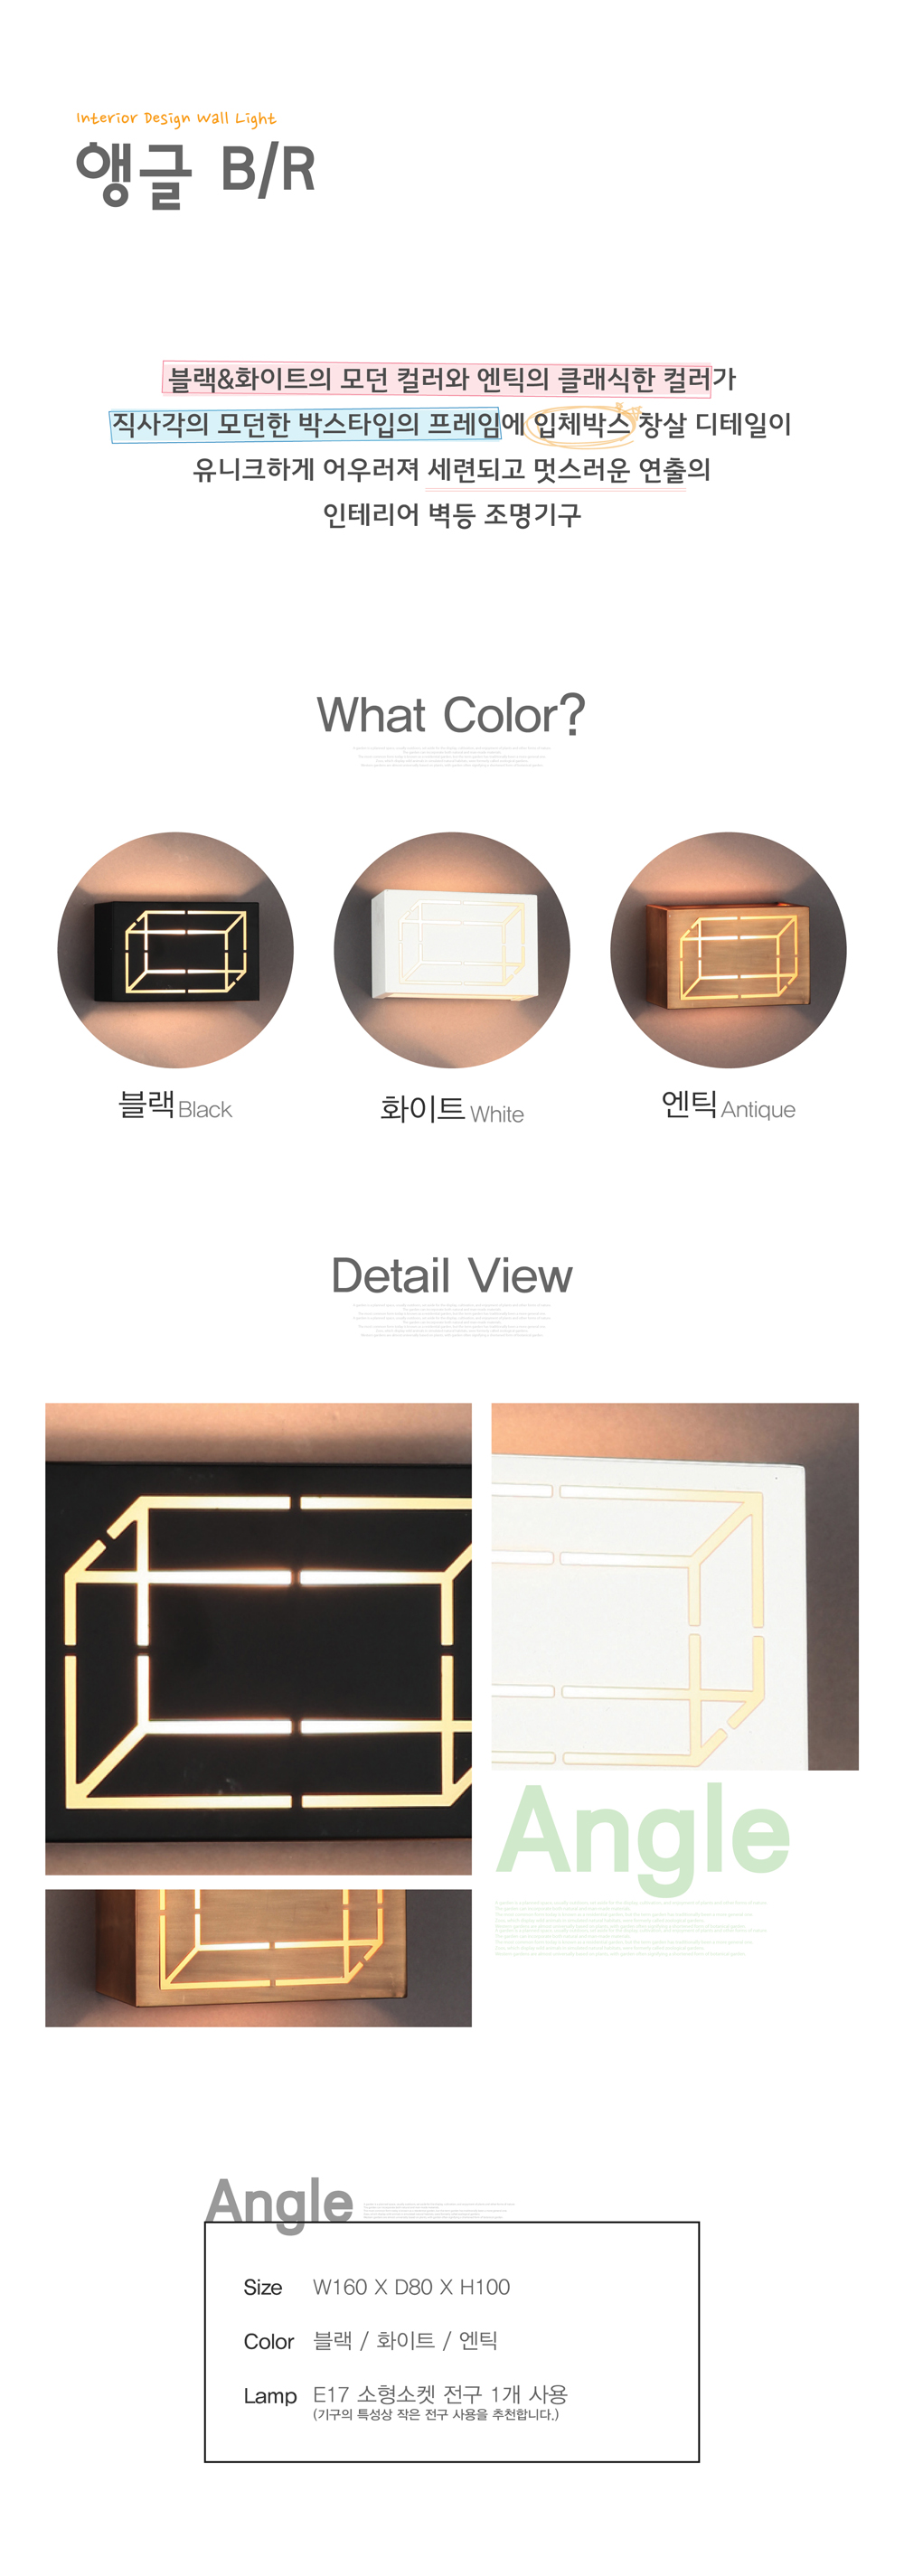 Interior Design Wall Light
앵글 B/R
블랙&화이트의 모던 컬러와 엔틱의 클래식한 컬러가
직사각의 모던한 박스타입의 프레임에 입체박스 창살 디테일이
유니크하게 어우러져 세련되고 멋스러운 연출의
인테리어 벽등 조명기구
What Color?
블랙 Black
화이트 White
엔틱 Antique
Detail View
Angle
Angle
Size W160 X D80 X H100
Color 블랙 / 화이트 / 엔틱
Lamp E17 소형소켓 전구 1개 사용
(기구의 특성상 작은 전구 사용을 추천합니다.)